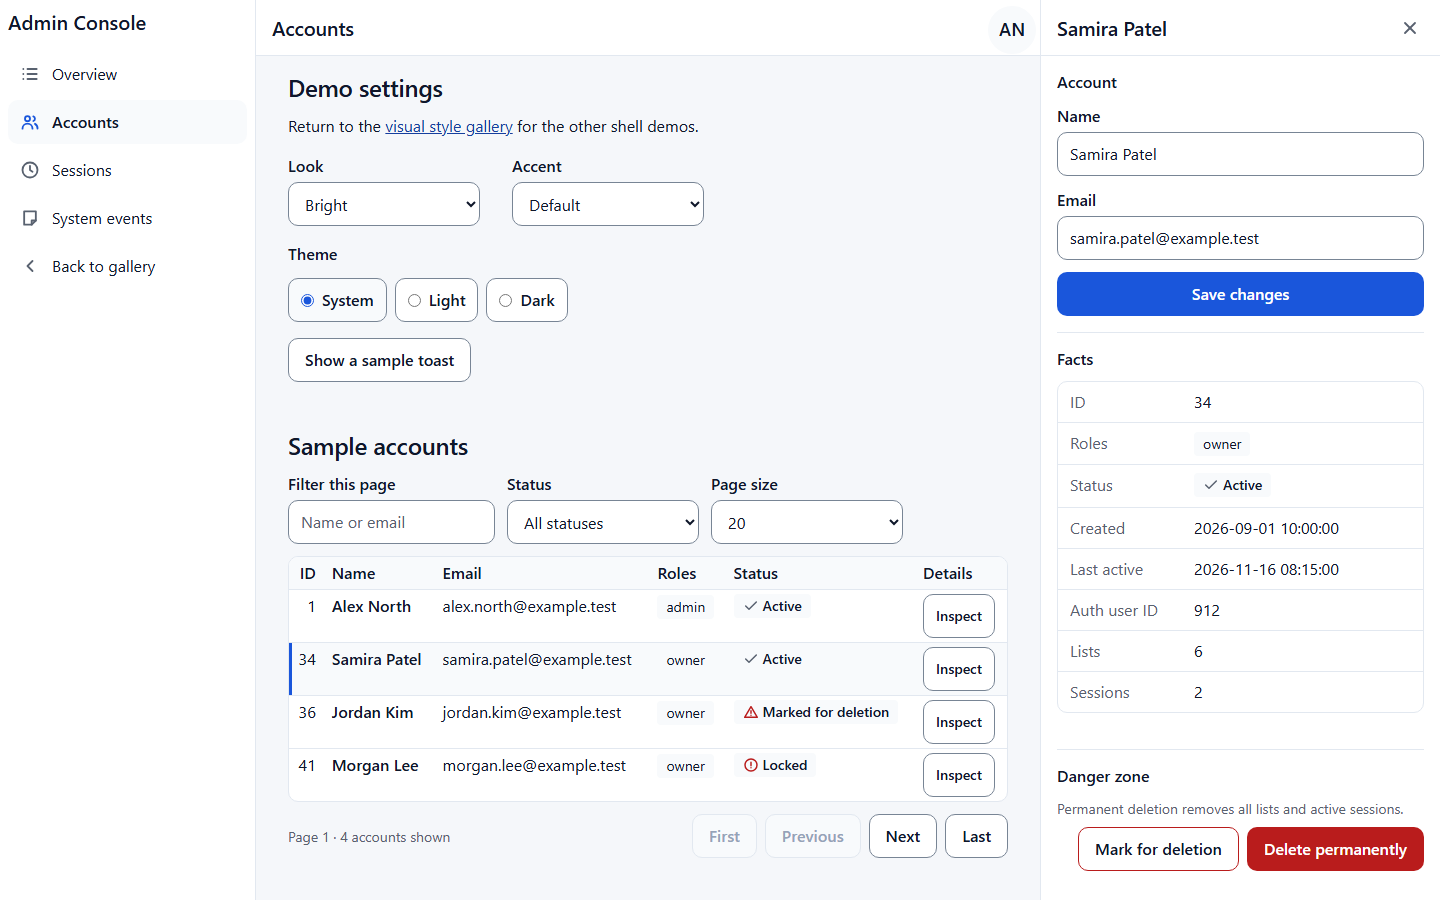 Admin Console
Overview
Accounts
Sessions
System events
Back to gallery
Accounts
AN
Demo settings
Return to the visual style gallery for the other shell demos.
Look
Accent
Bright
Default
Theme
System
Light
Dark
Show a sample toast
Sample accounts
Filter this page
Status
Page size
Name or email
All statuses
20
ID Name Email Roles Status Details
1 Alex North alex.north@example.test admin Active Inspect
34 Samira Patel samira.patel@example.test owner Active Inspect
36 Jordan Kim jordan.kim@example.test owner Marked for deletion Inspect
41 Morgan Lee morgan.lee@example.test owner Locked Inspect
Page 1 · 4 accounts shown
First
Previous
Next
Last
Samira Patel
Account
Name
Samira Patel
Email
samira.patel@example.test
Save changes
Facts
ID 34
Roles owner
Status Active
Created 2026-09-01 10:00:00
Last active 2026-11-16 08:15:00
Auth user ID 912
Lists 6
Sessions 2
Danger zone
Permanent deletion removes all lists and active sessions.
Mark for deletion
Delete permanently